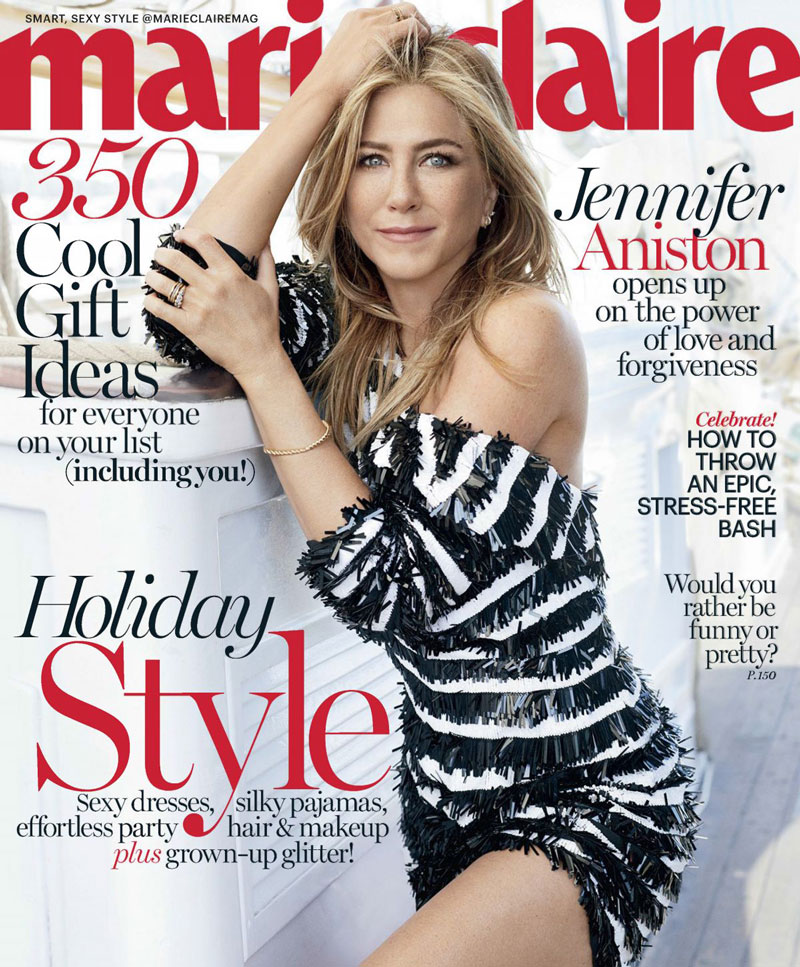 SMART, SEXY STYLE @MARIECLAIREMAG
marie claire
350
Cool
Gift
Ideas
for everyone
on your list
(including you!)
Jennifer
Aniston
opens up
on the power
of love and
forgiveness
Celebrate!
HOW TO
THROW
AN EPIC,
STRESS-FREE
BASH
Would you
rather be
funny or
pretty?
P.150
Holiday
Style
Sexy dresses, silky pajamas,
effortless party hair & makeup
plus grown-up glitter!